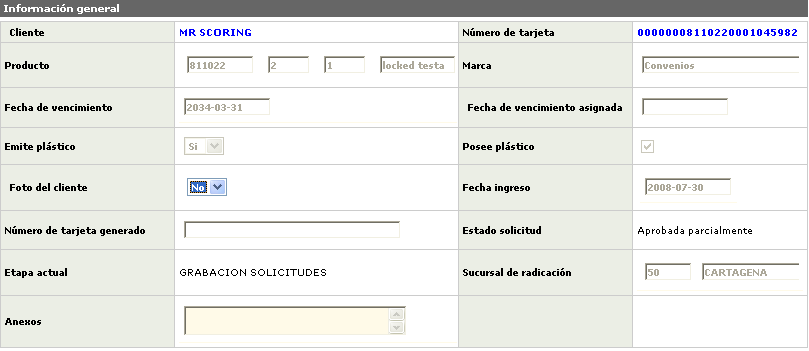 Información general
Cliente MR SCORING Número de tarjeta 00000008110220001045982
Producto 811022 2 1 locked testa Marca Convenios
Fecha de vencimiento 2034-03-31 Fecha de vencimiento asignada
Emite plástico Si Posee plástico
Foto del cliente No Fecha ingreso 2008-07-30
Número de tarjeta generado Estado solicitud Aprobada parcialmente
Etapa actual GRABACION SOLICITUDES Sucursal de radicación 50 CARTAGENA
Anexos